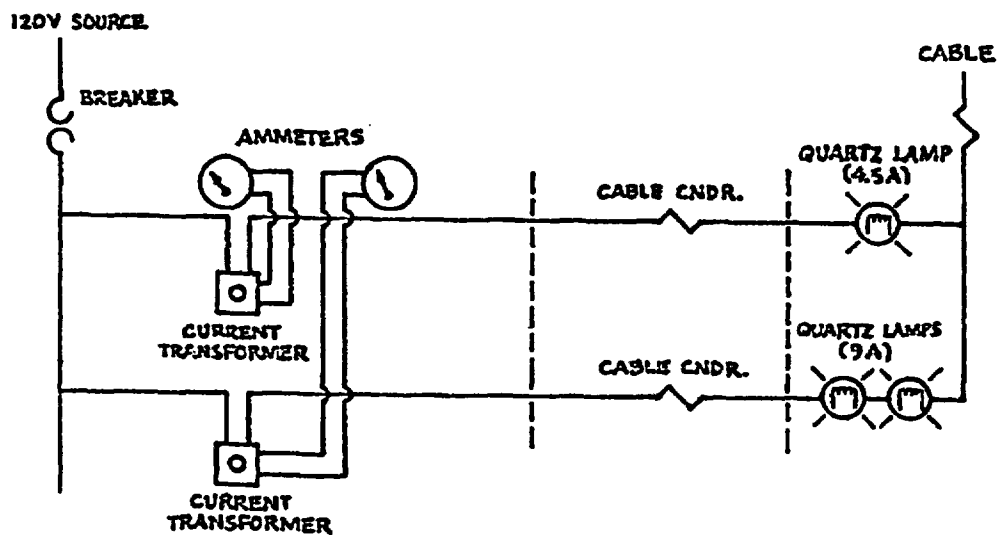 120V SOURCE
CABLE
BREAKER
AMMETERS
QUARTZ LAMP
(4.5A)
CABLE CNDR.
CURRENT
TRANSFORMER
QUARTZ LAMPS
(9A)
CABLE CNDR.
CURRENT
TRANSFORMER